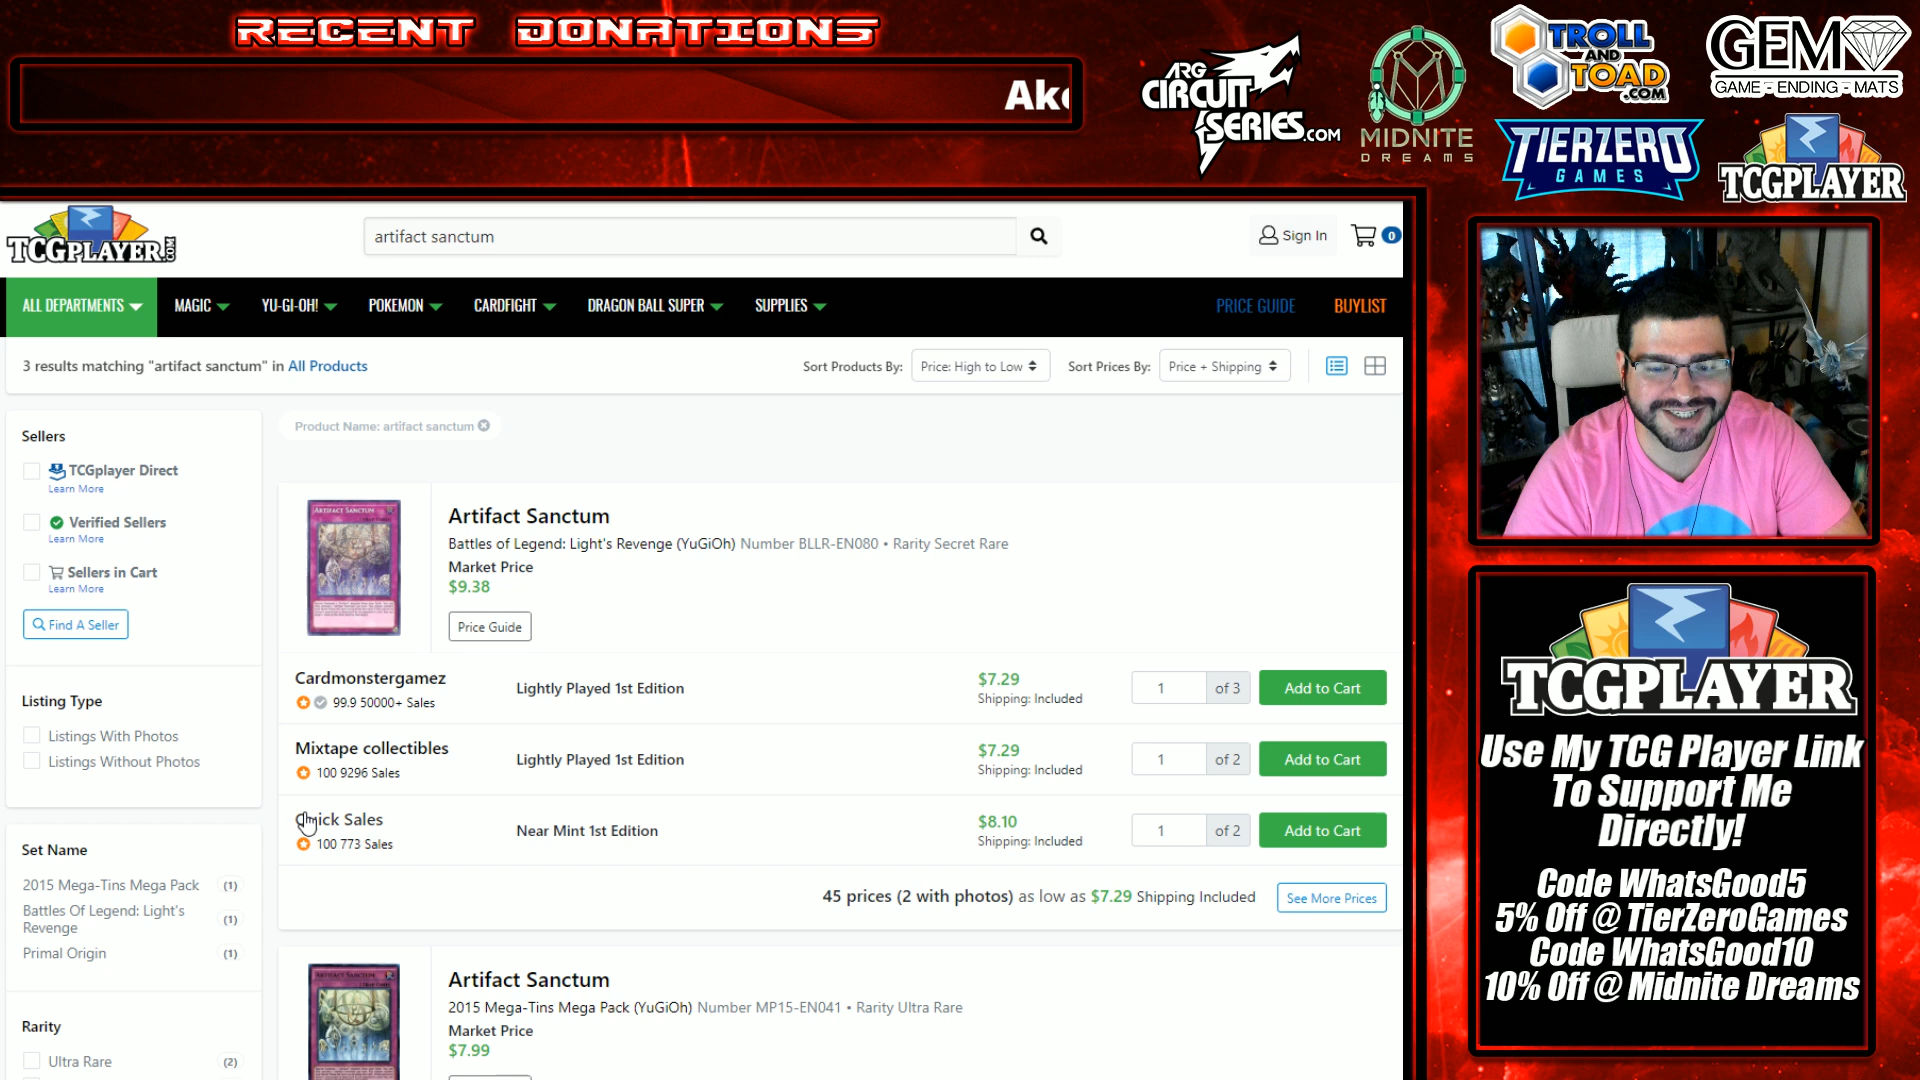 RECENT DONATIONS
Ak
ARG
CIRCUIT
SERIES.COM
MIDNITE
DREAMS
TROLL
AND
TOAD
.COM
GEM
GAME - ENDING - MATS
TIERZERO
GAMES
TCGPLAYER
TCGPLAYER.COM
artifact sanctum
Sign In
0
ALL DEPARTMENTS
MAGIC
YU-GI-OH!
POKEMON
CARDFIGHT
DRAGON BALL SUPER
SUPPLIES
PRICE GUIDE
BUYLIST
3 results matching "artifact sanctum" in All Products
Sort Products By:
Price: High to Low
Sort Prices By:
Price + Shipping
Product Name: artifact sanctum
Sellers
TCGplayer Direct
Learn More
Verified Sellers
Learn More
Sellers in Cart
Learn More
Find A Seller
Listing Type
Listings With Photos
Listings Without Photos
Set Name
2015 Mega-Tins Mega Pack (1)
Battles Of Legend: Light's
Revenge (1)
Primal Origin (1)
Rarity
Ultra Rare (2)
ARTIFACT SANCTUM
Artifact Sanctum
Battles of Legend: Light's Revenge (YuGiOh) Number BLLR-EN080 • Rarity Secret Rare
Market Price
$9.38
Price Guide
Cardmonstergamez
99.9 50000+ Sales
Lightly Played 1st Edition
$7.29
Shipping: Included
1 of 3
Add to Cart
Mixtape collectibles
100 9296 Sales
Lightly Played 1st Edition
$7.29
Shipping: Included
1 of 2
Add to Cart
Quick Sales
100 773 Sales
Near Mint 1st Edition
$8.10
Shipping: Included
1 of 2
Add to Cart
45 prices (2 with photos) as low as $7.29 Shipping Included
See More Prices
ARTIFACT SANCTUM
Artifact Sanctum
2015 Mega-Tins Mega Pack (YuGiOh) Number MP15-EN041 • Rarity Ultra Rare
Market Price
$7.99
TCGPLAYER
Use My TCG Player Link
To Support Me
Directly!
Code WhatsGood5
5% Off @ TierZeroGames
Code WhatsGood10
10% Off @ Midnite Dreams